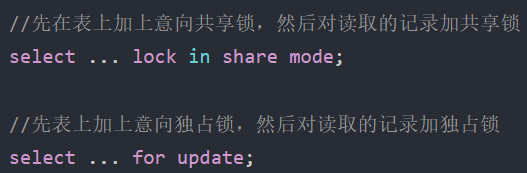 //先在表上加上意向共享锁，然后对读取的记录加共享锁
select ... lock in share mode;
//先表上加上意向独占锁，然后对读取的记录加独占锁
select ... for update;